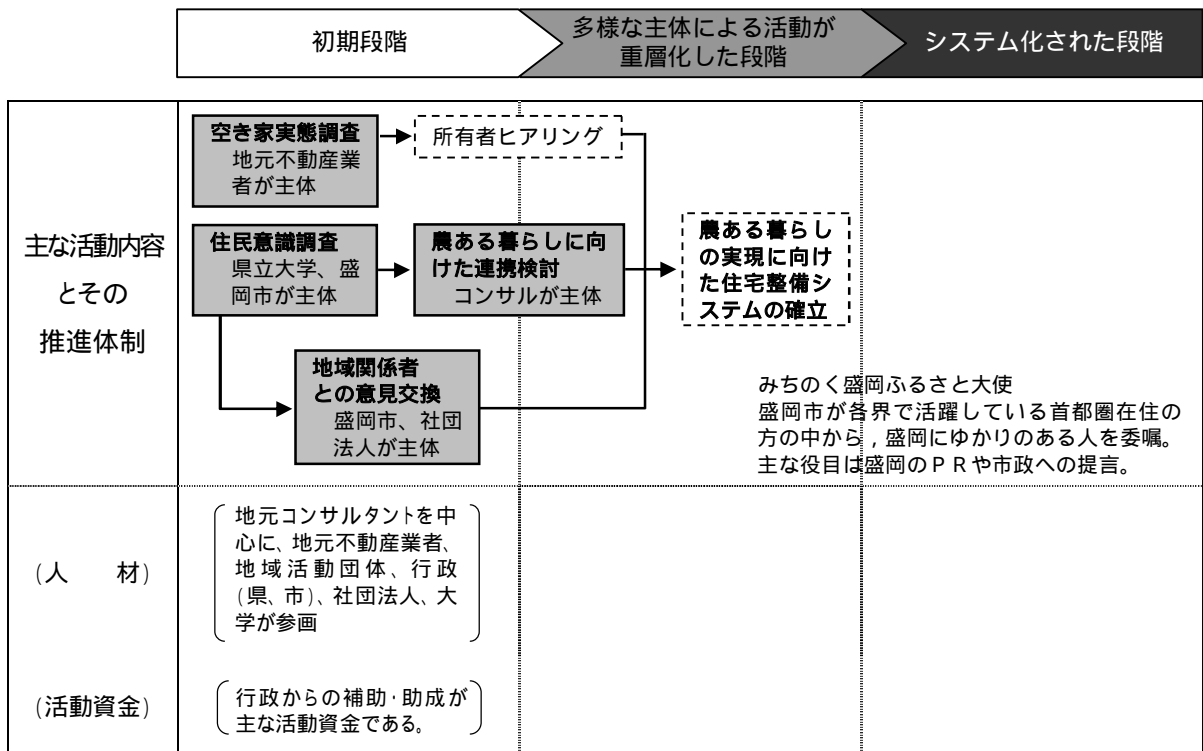 初期段階
多様な主体による活動が
重層化した段階
システム化された段階
主な活動内容
とその
推進体制
空き家実態調査
地元不動産業
者が主体
所有者ヒアリング
住民意識調査
県立大学、盛
岡市が主体
農ある暮らしに向
けた連携検討
コンサルが主体
農ある暮らし
の実現に向け
た住宅整備シ
ステムの確立
地域関係者
との意見交換
盛岡市、社団
法人が主体
みちのく盛岡ふるさと大使
盛岡市が各界で活躍している首都圏在住の
方の中から，盛岡にゆかりのある人を委嘱。
主な役目は盛岡のＰＲや市政への提言。
(人　　材)
地元コンサルタントを中
心に、地元不動産業者、
地域活動団体、行政
(県、市)、社団法人、大
学が参画
(活動資金)
行政からの補助・助成が
主な活動資金である。